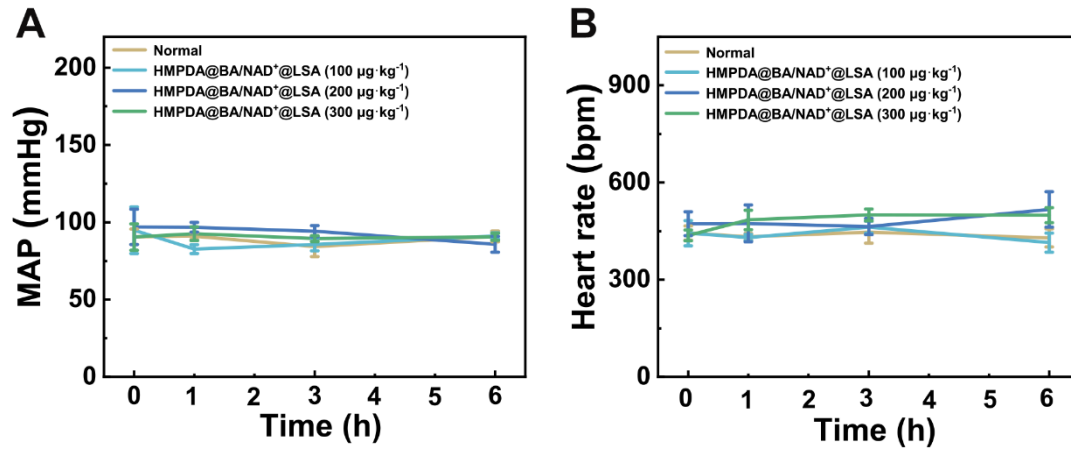 A
Normal
HMPDA@BA/NAD⁺@LSA (100 μg·kg⁻¹)
HMPDA@BA/NAD⁺@LSA (200 μg·kg⁻¹)
HMPDA@BA/NAD⁺@LSA (300 μg·kg⁻¹)
MAP (mmHg)
200
150
100
50
0
0 1 2 3 4 5 6
Time (h)
B
Normal
HMPDA@BA/NAD⁺@LSA (100 μg·kg⁻¹)
HMPDA@BA/NAD⁺@LSA (200 μg·kg⁻¹)
HMPDA@BA/NAD⁺@LSA (300 μg·kg⁻¹)
Heart rate (bpm)
900
600
300
0
0 1 2 3 4 5 6
Time (h)